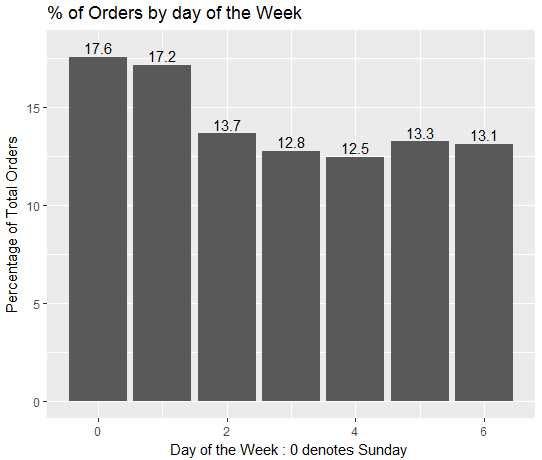 % of Orders by day of the Week
17.6
17.2
13.7
12.8
12.5
13.3
13.1
15
10
5
0
Percentage of Total Orders
0 2 4 6
Day of the Week : 0 denotes Sunday